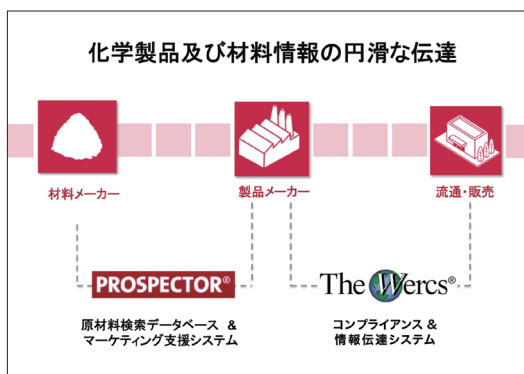 化学製品及び材料情報の円滑な伝達
材料メーカー
製品メーカー
流通・販売
PROSPECTOR®
The Wercs®
原材料検索データベース &
マーケティング支援システム
コンプライアンス &
情報伝達システム